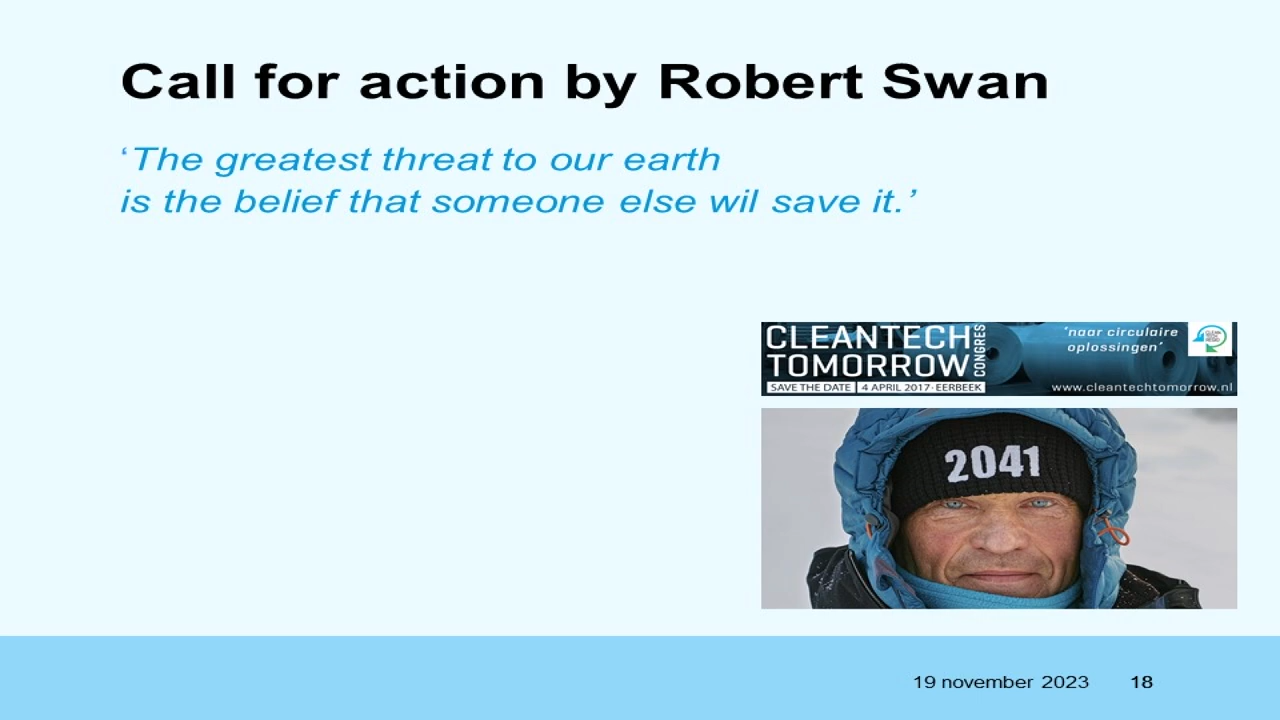 Call for action by Robert Swan
‘The greatest threat to our earth
is the belief that someone else wil save it.’
CLEANTECH
TOMORROW
CONGRES
SAVE THE DATE 4 APRIL 2017·EERBEEK
‘naar circulaire
oplossingen’
www.cleantechtomorrow.nl
2041
19 november 2023 18